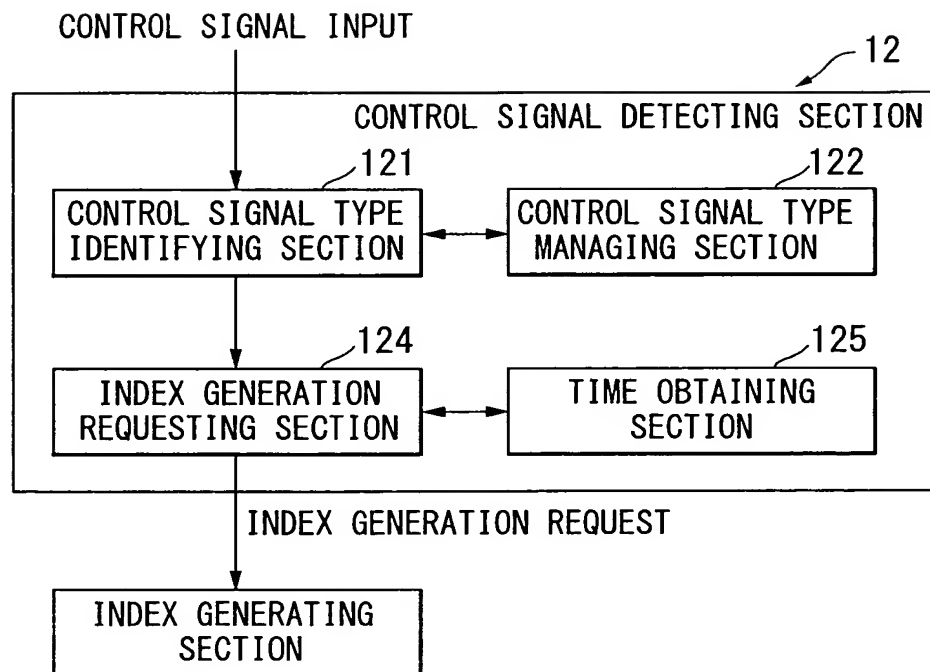 CONTROL SIGNAL INPUT
12
CONTROL SIGNAL DETECTING SECTION
121
122
CONTROL SIGNAL TYPE
IDENTIFYING SECTION
CONTROL SIGNAL TYPE
MANAGING SECTION
124
125
INDEX GENERATION
REQUESTING SECTION
TIME OBTAINING
SECTION
INDEX GENERATION REQUEST
INDEX GENERATING
SECTION